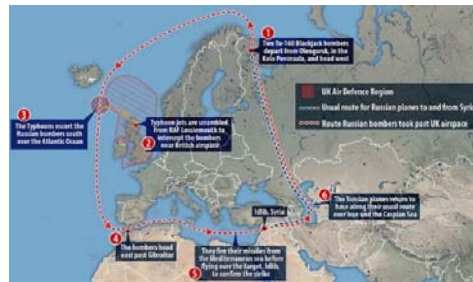 1
Two Tu-160 Blackjack bombers
depart from Olengorsk, in the
Kola Peninsula, and head west
UK Air Defence Region
Usual route for Russian planes to and from Syria
Route Russian bombers took past UK airspace
3
The Typhoons escort the
Russian bombers south
over the Atlantic Ocean
Typhoon jets are scrambled
from RAF Lossiemouth to
intercept the bombers
near British airspace
2
6
The Russian planes return to
base along their usual route
over Iran and the Caspian Sea
Idlib, Syria
4
The bombers head
east past Gibraltar
They fire their missiles from
the Mediterranean sea before
flying over the target, Idlib,
to confirm the strike
5